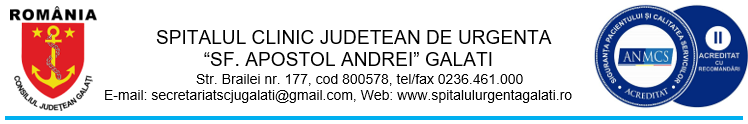 ROMÂNIA
CONSILIUL JUDEȚEAN GALAȚI
SPITALUL CLINIC JUDETEAN DE URGENTA
“SF. APOSTOL ANDREI” GALATI
Str. Brailei nr. 177, cod 800578, tel/fax 0236.461.000
E-mail: secretariatscjugalati@gmail.com, Web: www.spitalulurgentagalati.ro
SIGURANȚA PACIENTULUI ȘI CALITATEA SERVICIILOR
ANMCS
ACREDITAT
II
ACREDITAT
CU
RECOMANDĂRI